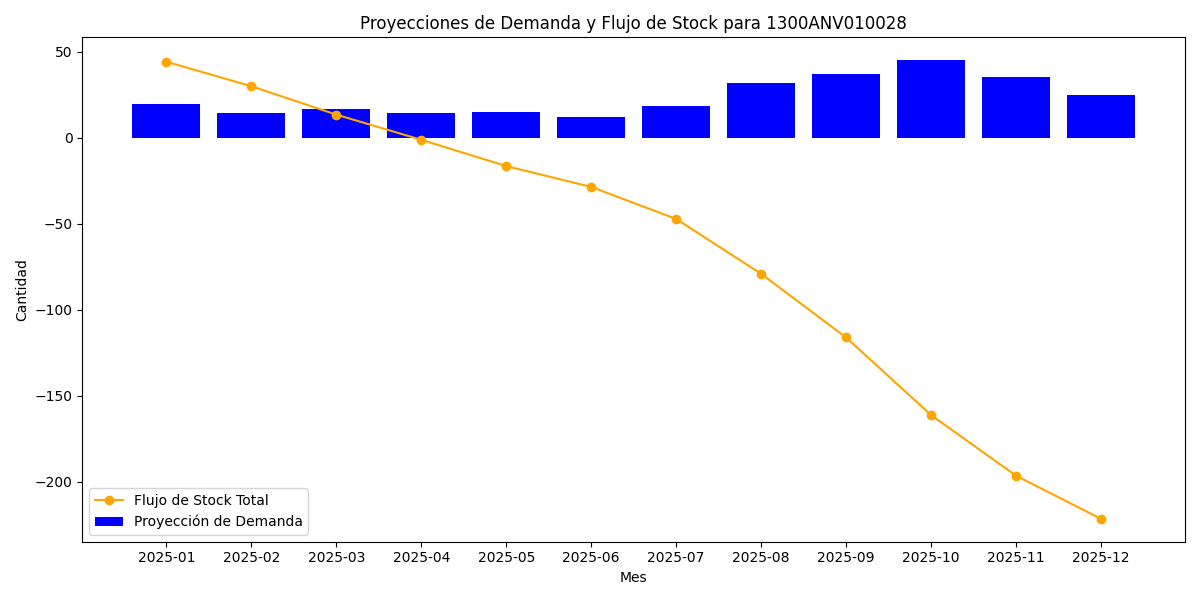 Proyecciones de Demanda y Flujo de Stock para 1300ANV010028
50
0
−50
−100
−150
−200
Cantidad
Flujo de Stock Total
Proyección de Demanda
2025-01 2025-02 2025-03 2025-04 2025-05 2025-06 2025-07 2025-08 2025-09 2025-10 2025-11 2025-12
Mes